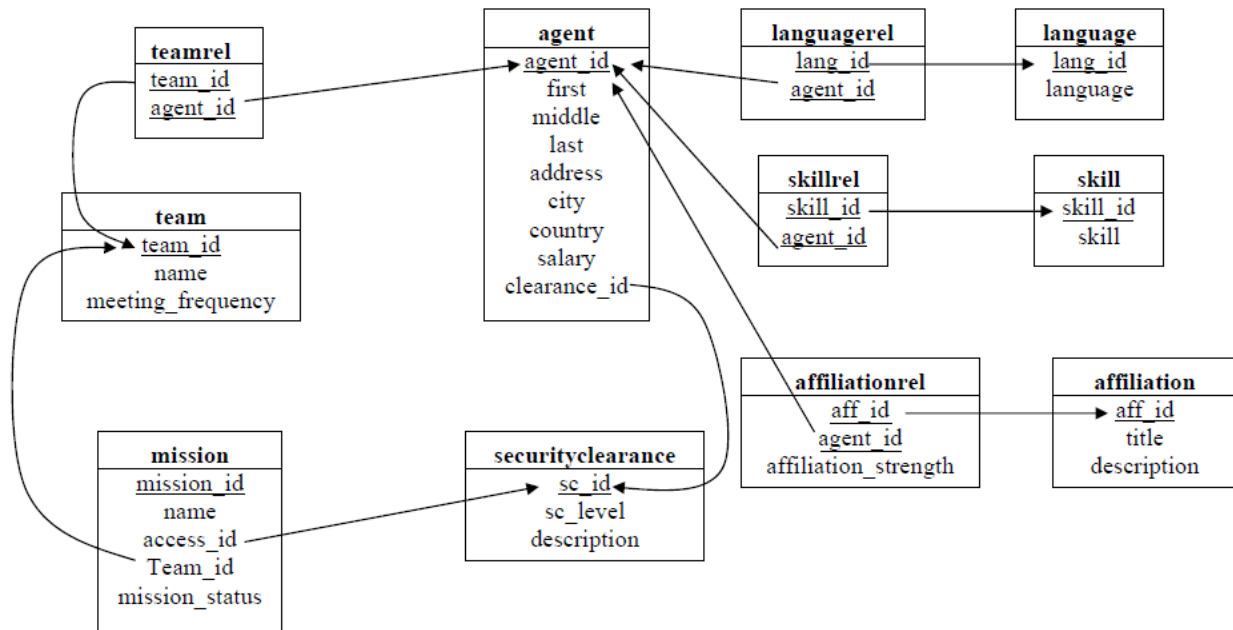 teamrel
team_id
agent_id
agent
agent_id
first
middle
last
address
city
country
salary
clearance_id
languagerel
lang_id
agent_id
language
lang_id
language
skillrel
skill_id
agent_id
skill
skill_id
skill
team
team_id
name
meeting_frequency
affiliationrel
aff_id
agent_id
affiliation_strength
affiliation
aff_id
title
description
mission
mission_id
name
access_id
Team_id
mission_status
securityclearance
sc_id
sc_level
description